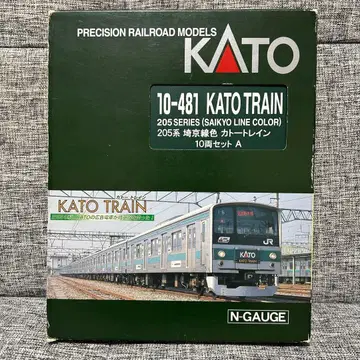 PRECISION RAILROAD MODELS
KATO
10-481 KATO TRAIN
205 SERIES (SAIKYO LINE COLOR)
205系 埼京線色 カトートレイン
10両セット A
KATO TRAIN
KATO
JR
N-GAUGE